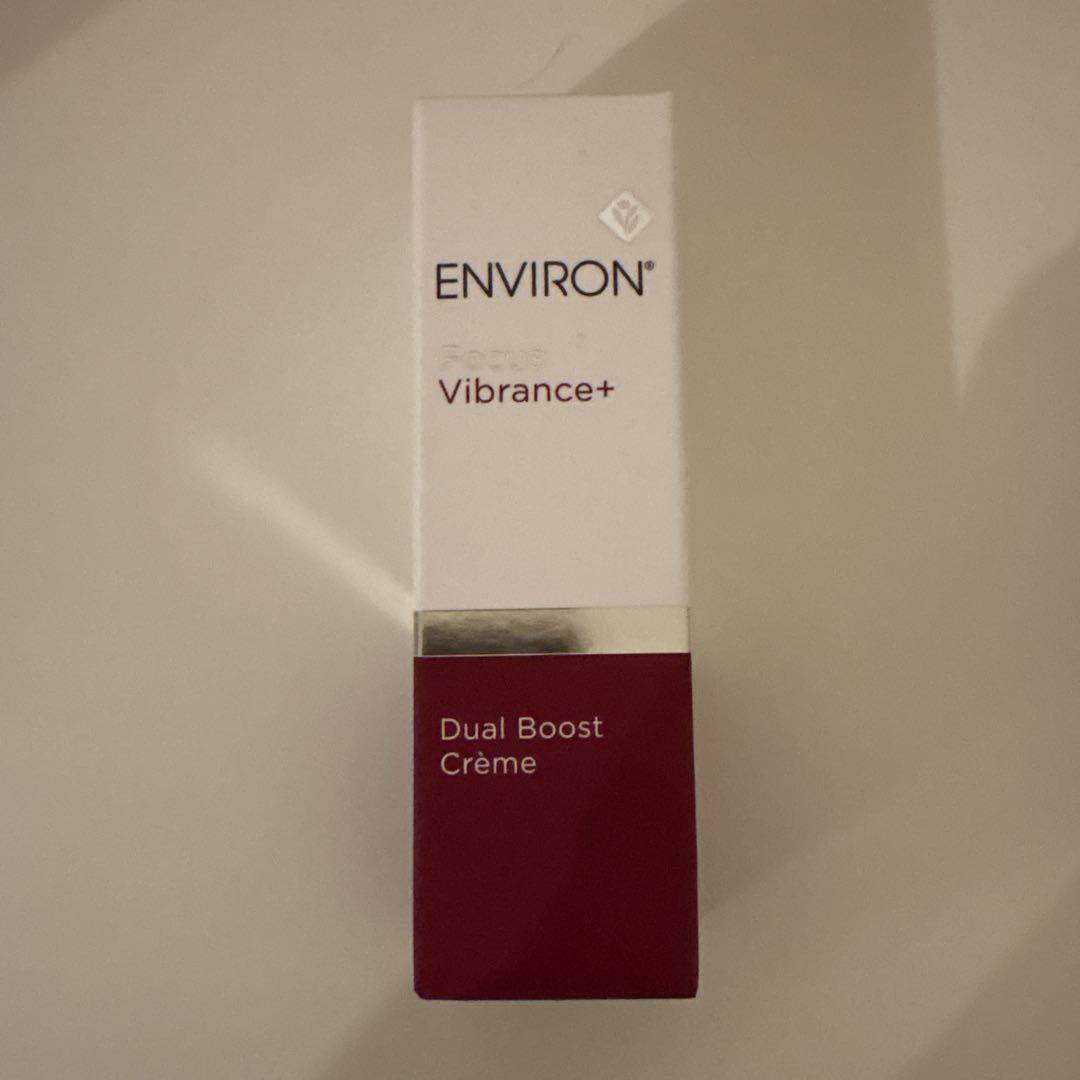 ENVIRON®
Focus
Vibrance+
Dual Boost
Crème